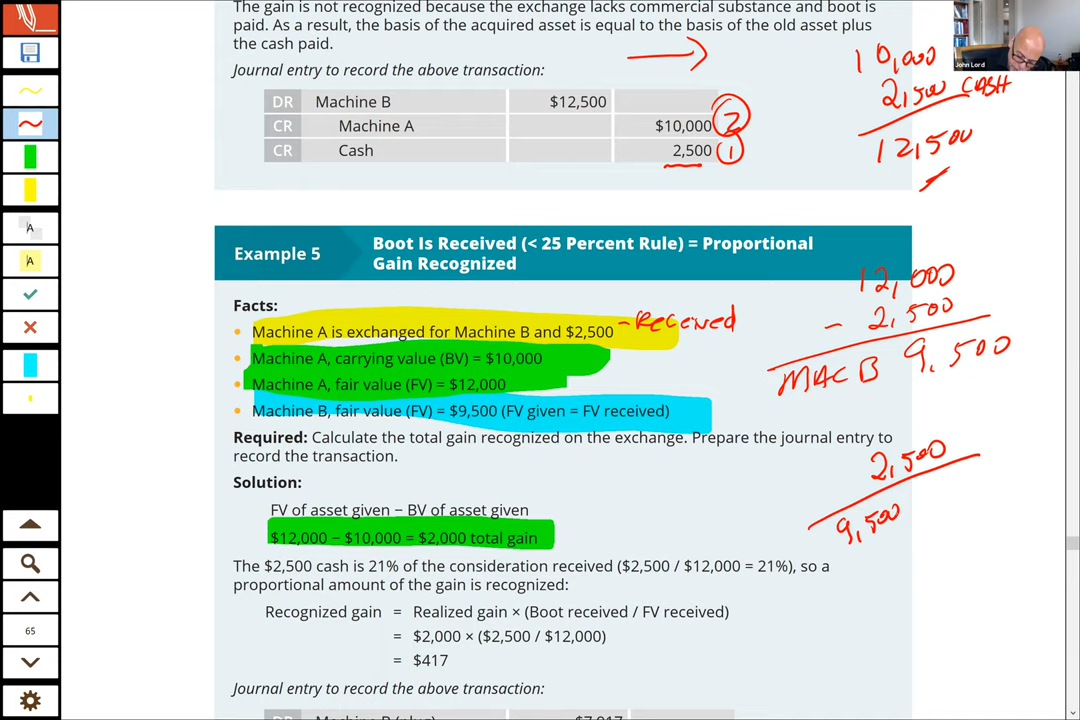 The gain is not recognized because the exchange lacks commercial substance and boot is
paid. As a result, the basis of the acquired asset is equal to the basis of the old asset plus
the cash paid.
Journal entry to record the above transaction:
DR Machine B $12,500
CR Machine A $10,000 2
CR Cash 2,500 1
10,000
2,500 CASH
12,500
John Lord
Example 5
Boot Is Received (< 25 Percent Rule) = Proportional
Gain Recognized
Facts:
• Machine A is exchanged for Machine B and $2,500 - Received
• Machine A, carrying value (BV) = $10,000
• Machine A, fair value (FV) = $12,000
• Machine B, fair value (FV) = $9,500 (FV given = FV received)
12,000
- 2,500
MAC B 9,500
Required: Calculate the total gain recognized on the exchange. Prepare the journal entry to
record the transaction.
2,500
9,500
Solution:
FV of asset given − BV of asset given
$12,000 − $10,000 = $2,000 total gain
The $2,500 cash is 21% of the consideration received ($2,500 / $12,000 = 21%), so a
proportional amount of the gain is recognized:
Recognized gain = Realized gain × (Boot received / FV received)
= $2,000 × ($2,500 / $12,000)
= $417
Journal entry to record the above transaction:
DR Machine B (plug) $7,917
A
A
65